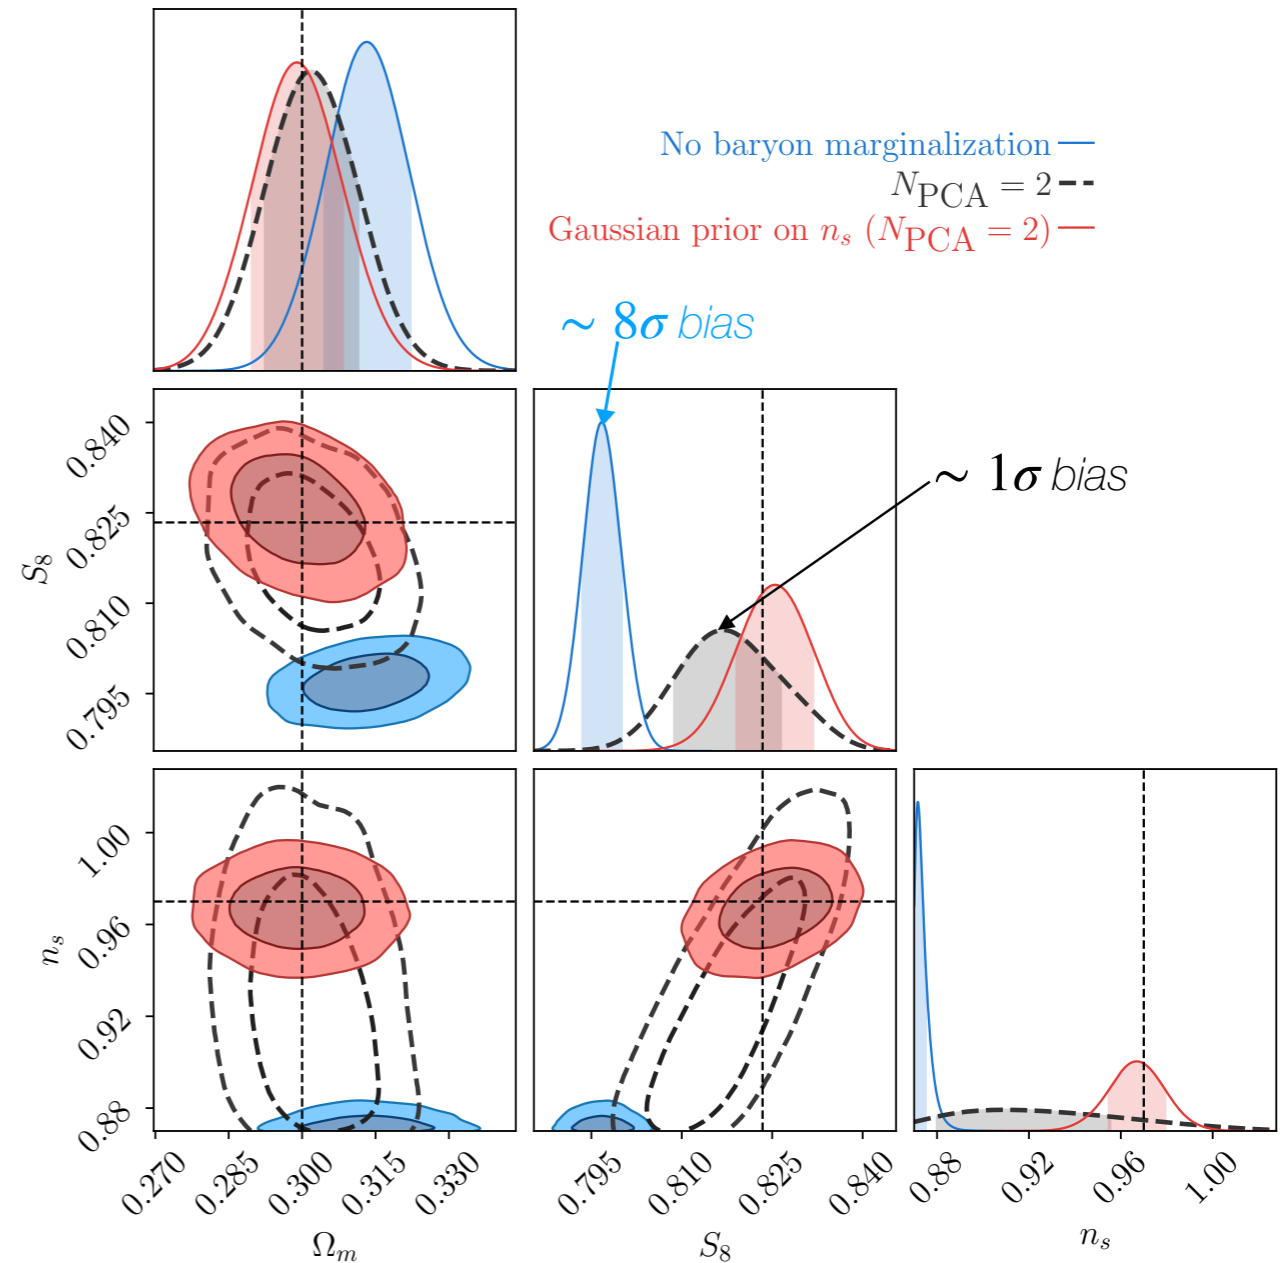 No baryon marginalization
N_PCA = 2
Gaussian prior on n_s (N_PCA = 2)
~ 8σ bias
~ 1σ bias
S_8
0.840
0.825
0.810
0.795
n_s
1.00
0.96
0.92
0.88
0.270
0.285
0.300
0.315
0.330
Ω_m
0.795
0.810
0.825
0.840
S_8
0.88
0.92
0.96
1.00
n_s